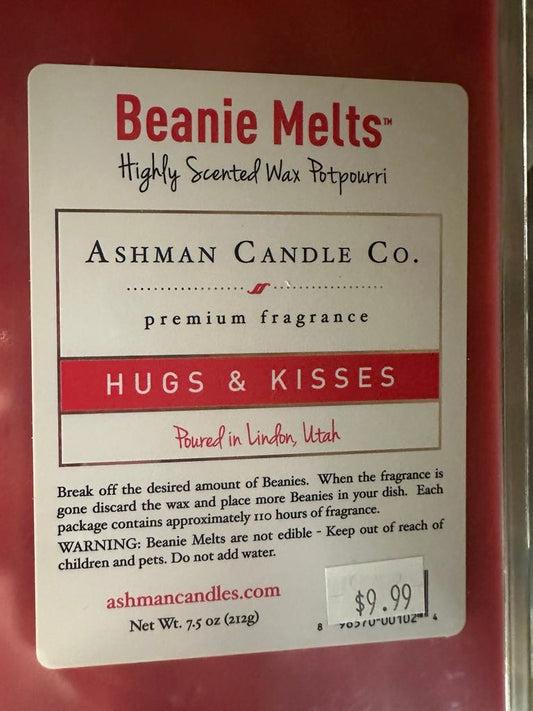 Beanie Melts™
Highly Scented Wax Potpourri
ASHMAN CANDLE CO.
premium fragrance
HUGS & KISSES
Poured in Lindon, Utah
Break off the desired amount of Beanies. When the fragrance is
gone discard the wax and place more Beanies in your dish. Each
package contains approximately 110 hours of fragrance.
WARNING: Beanie Melts are not edible - Keep out of reach of
children and pets. Do not add water.
ashmancandles.com
$9.99
Net Wt. 7.5 oz (212g)
8 4